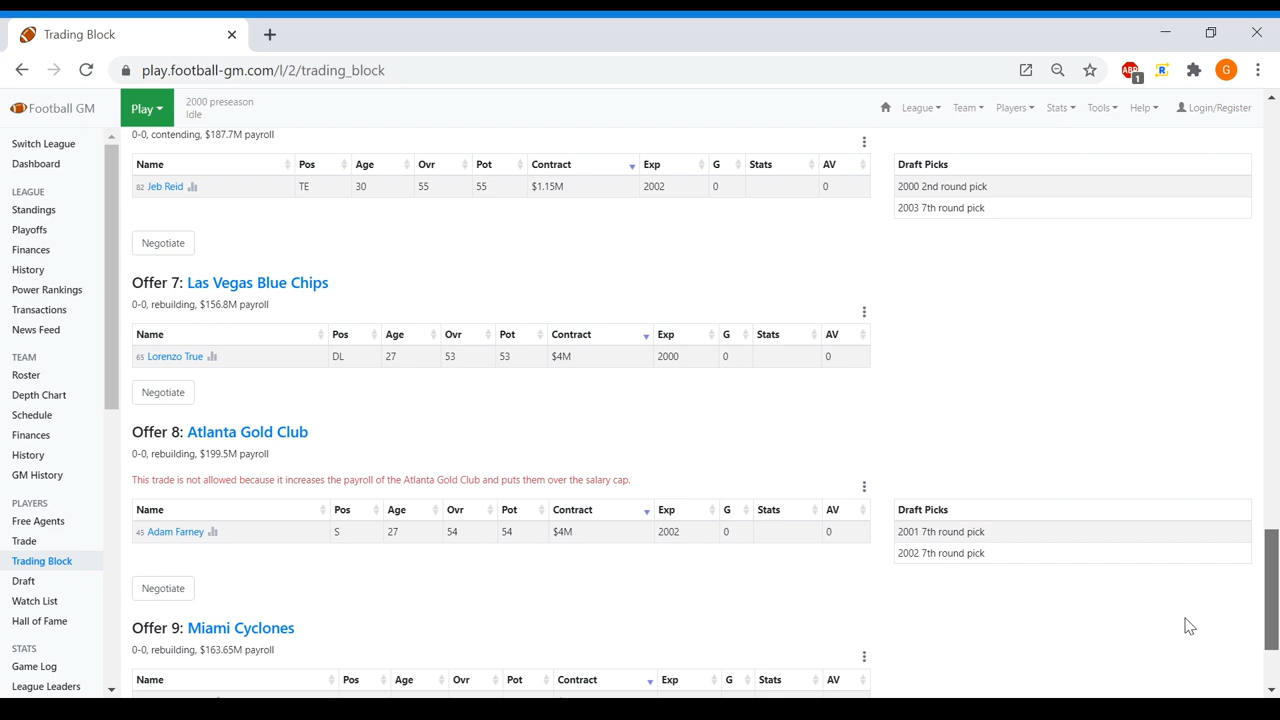 Trading Block
play.football-gm.com/l/2/trading_block
ABP
1
R
G
Football GM
Play
2000 preseason
Idle
League
Team
Players
Stats
Tools
Help
Login/Register
Switch League
Dashboard
LEAGUE
Standings
Playoffs
Finances
History
Power Rankings
Transactions
News Feed
TEAM
Roster
Depth Chart
Schedule
Finances
History
GM History
PLAYERS
Free Agents
Trade
Trading Block
Draft
Watch List
Hall of Fame
STATS
Game Log
League Leaders
0-0, contending, $187.7M payroll
Name Pos Age Ovr Pot Contract Exp G Stats AV
82 Jeb Reid TE 30 55 55 $1.15M 2002 0 0
Draft Picks
2000 2nd round pick
2003 7th round pick
Negotiate
Offer 7: Las Vegas Blue Chips
0-0, rebuilding, $156.8M payroll
Name Pos Age Ovr Pot Contract Exp G Stats AV
65 Lorenzo True DL 27 53 53 $4M 2000 0 0
Negotiate
Offer 8: Atlanta Gold Club
0-0, rebuilding, $199.5M payroll
This trade is not allowed because it increases the payroll of the Atlanta Gold Club and puts them over the salary cap.
Name Pos Age Ovr Pot Contract Exp G Stats AV
45 Adam Farney S 27 54 54 $4M 2002 0 0
Draft Picks
2001 7th round pick
2002 7th round pick
Negotiate
Offer 9: Miami Cyclones
0-0, rebuilding, $163.65M payroll
Name Pos Age Ovr Pot Contract Exp G Stats AV